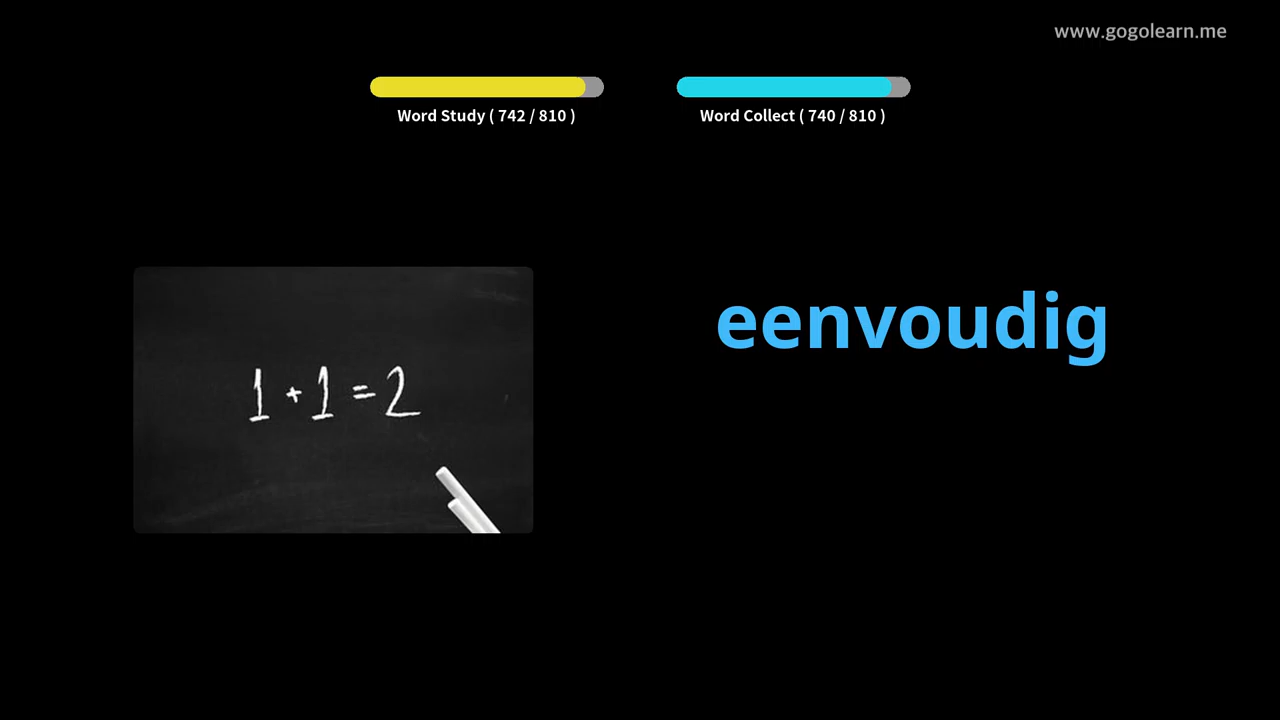 www.gogolearn.me
Word Study ( 742 / 810 )
Word Collect ( 740 / 810 )
eenvoudig
1 + 1 = 2